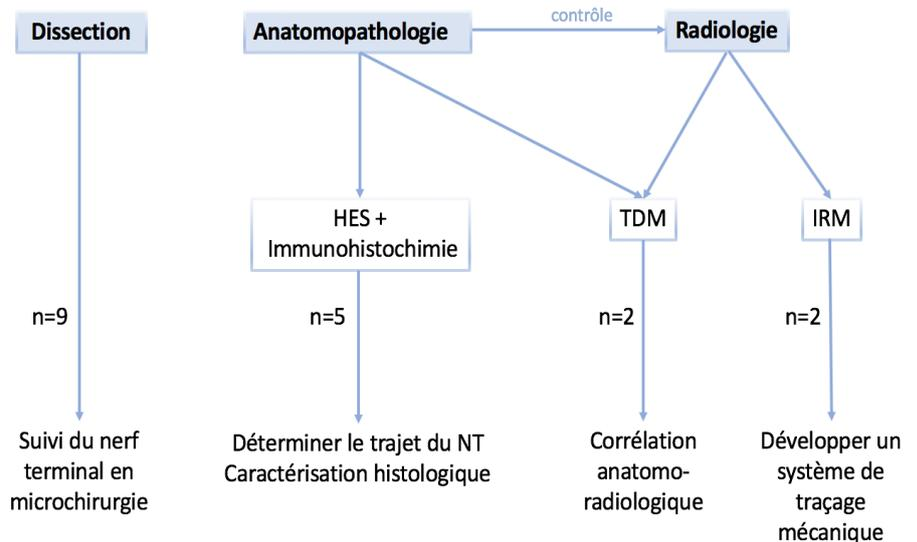 Dissection
Anatomopathologie
contrôle
Radiologie
HES +
Immunohistochimie
TDM
IRM
n=9
n=5
n=2
n=2
Suivi du nerf
terminal en
microchirurgie
Déterminer le trajet du NT
Caractérisation histologique
Corrélation
anatomo-
radiologique
Développer un
système de
traçage
mécanique